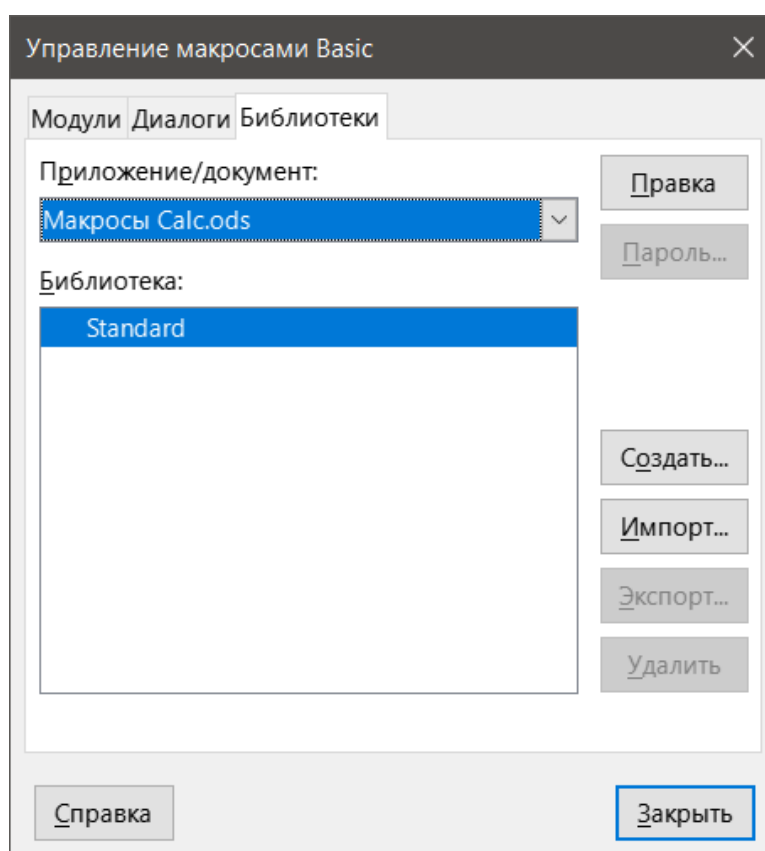 Управление макросами Basic
Модули Диалоги Библиотеки
Приложение/документ:
Правка
Макросы Calc.ods
Пароль...
Библиотека:
Standard
Создать...
Импорт...
Экспорт...
Удалить
Справка
Закрыть